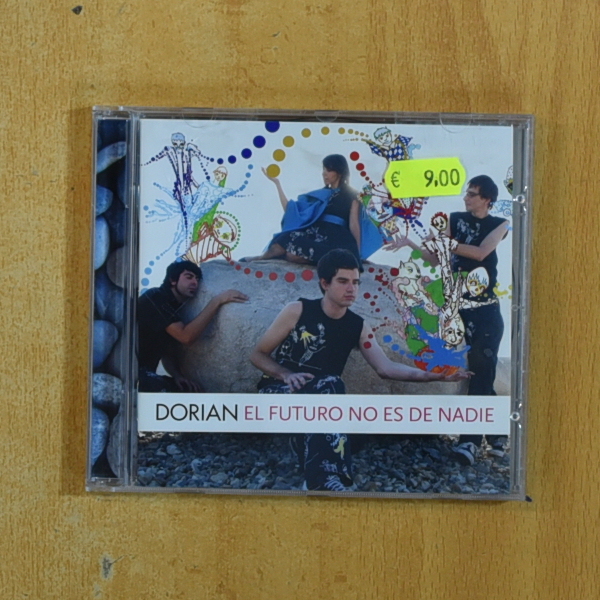 € 9.00
DORIAN EL FUTURO NO ES DE NADIE